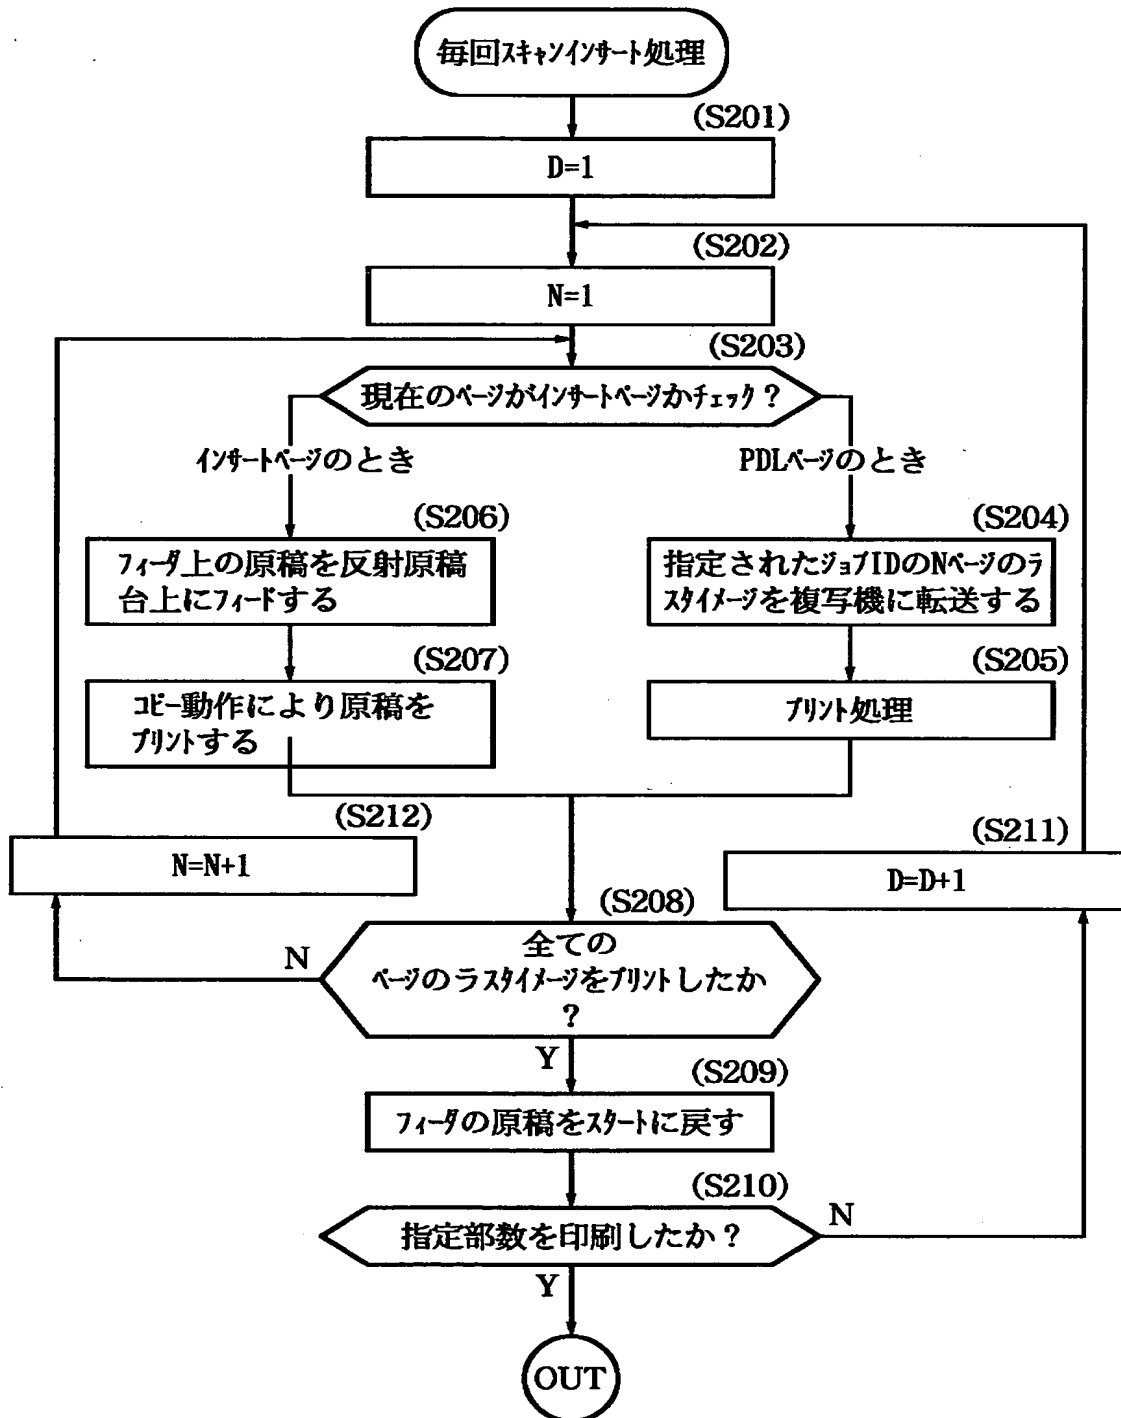 毎回スキャンインサート処理
(S201)
D=1
(S202)
N=1
(S203)
現在のページがインサートページかチェック？
インサートページのとき
PDLページのとき
(S206)
フィーダ上の原稿を反射原稿
台上にフィードする
(S204)
指定されたジョブIDのNページのラ
スタイメージを複写機に転送する
(S207)
コピー動作により原稿を
プリントする
(S205)
プリント処理
(S212)
N=N+1
(S211)
D=D+1
(S208)
全ての
ページのラスタイメージをプリントしたか
？
N
Y
(S209)
フィーダの原稿をスタートに戻す
(S210)
指定部数を印刷したか？
N
Y
OUT